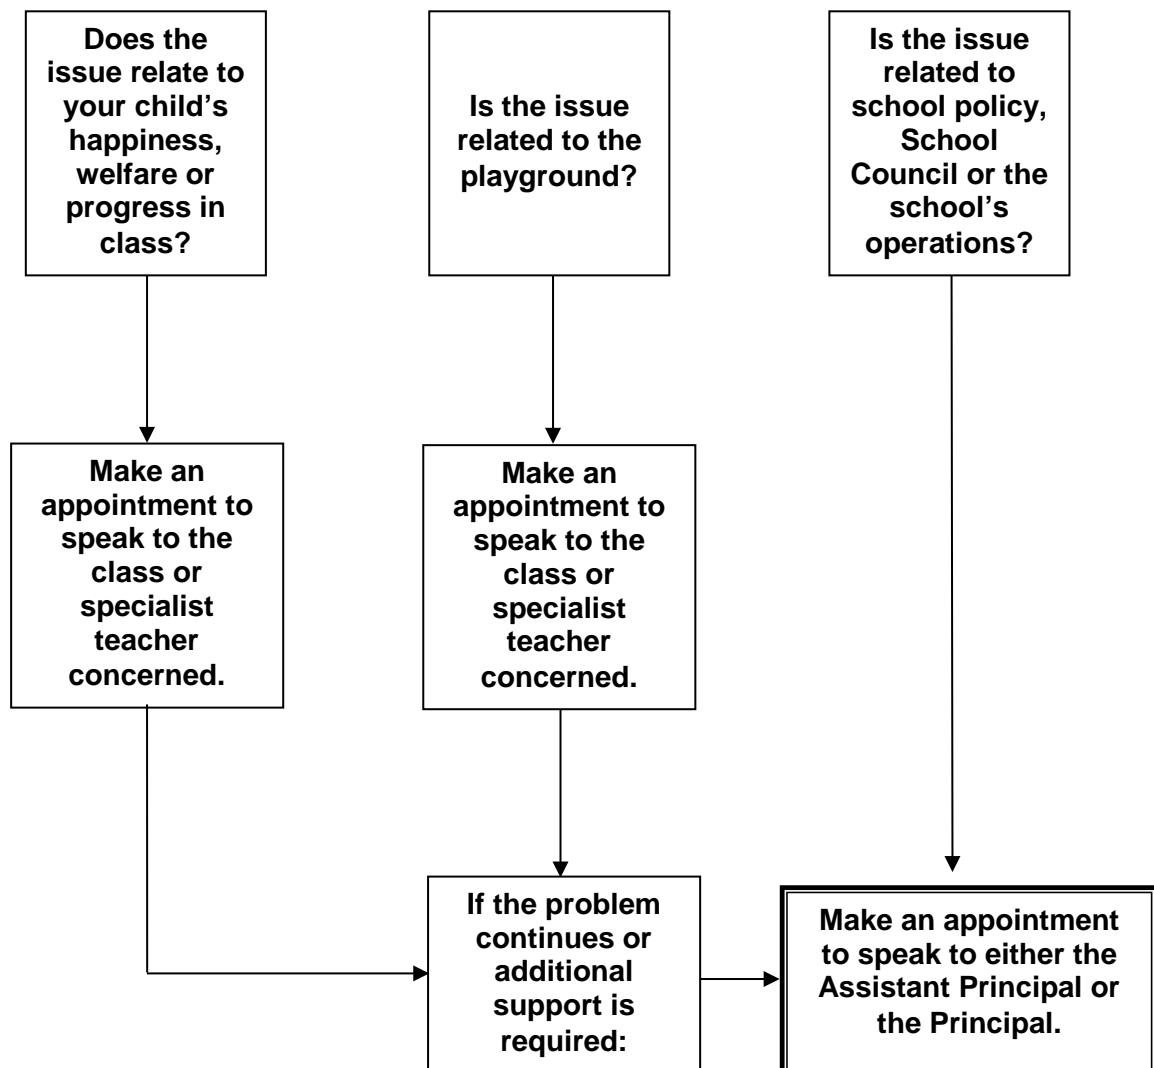 Does the
issue relate to
your child’s
happiness,
welfare or
progress in
class?
Is the issue
related to the
playground?
Is the issue
related to
school policy,
School
Council or the
school’s
operations?
Make an
appointment to
speak to the
class or
specialist
teacher
concerned.
Make an
appointment to
speak to the
class or
specialist
teacher
concerned.
If the problem
continues or
additional
support is
required:
Make an appointment
to speak to either the
Assistant Principal or
the Principal.